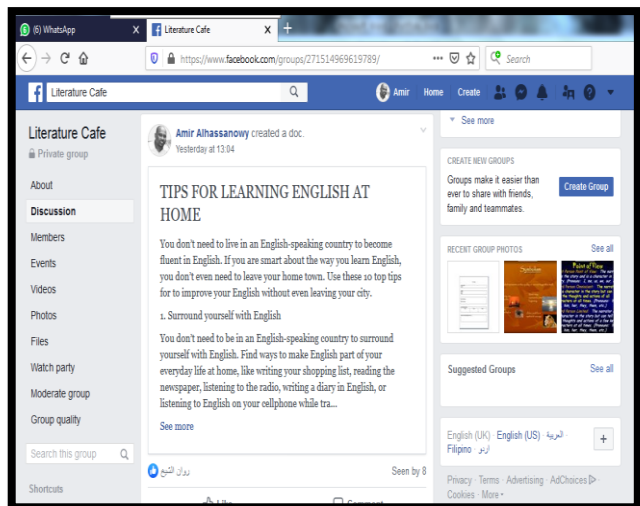 (6) WhatsApp X Literature Cafe X +
https://www.facebook.com/groups/271514969619789/ Search
Literature Cafe Amir Home Create
Literature Cafe
Private group
About
Discussion
Members
Events
Videos
Photos
Files
Watch party
Moderate group
Group quality
Search this group
Shortcuts
Amir Alhassanowy created a doc.
Yesterday at 13:04
TIPS FOR LEARNING ENGLISH AT
HOME
You don't need to live in an English-speaking country to become
fluent in English. If you are smart about the way you learn English,
you don't even need to leave your home town. Use these 10 top tips
for to improve your English without even leaving your city.
1. Surround yourself with English
You don't need to be in an English-speaking country to surround
yourself with English. Find ways to make English part of your
everyday life at home, like writing your shopping list, reading the
newspaper, listening to the radio, writing a diary in English, or
listening to English on your cellphone while tra...
See more
روان الشيخ Seen by 8
Like Comment
See more
CREATE NEW GROUPS
Groups make it easier than
ever to share with friends,
family and teammates.
Create Group
RECENT GROUP PHOTOS See all
Point of View
Suggested Groups See all
English (UK) · English (US) · العربية ·
Filipino · اردو
Privacy · Terms · Advertising · AdChoices ·
Cookies · More